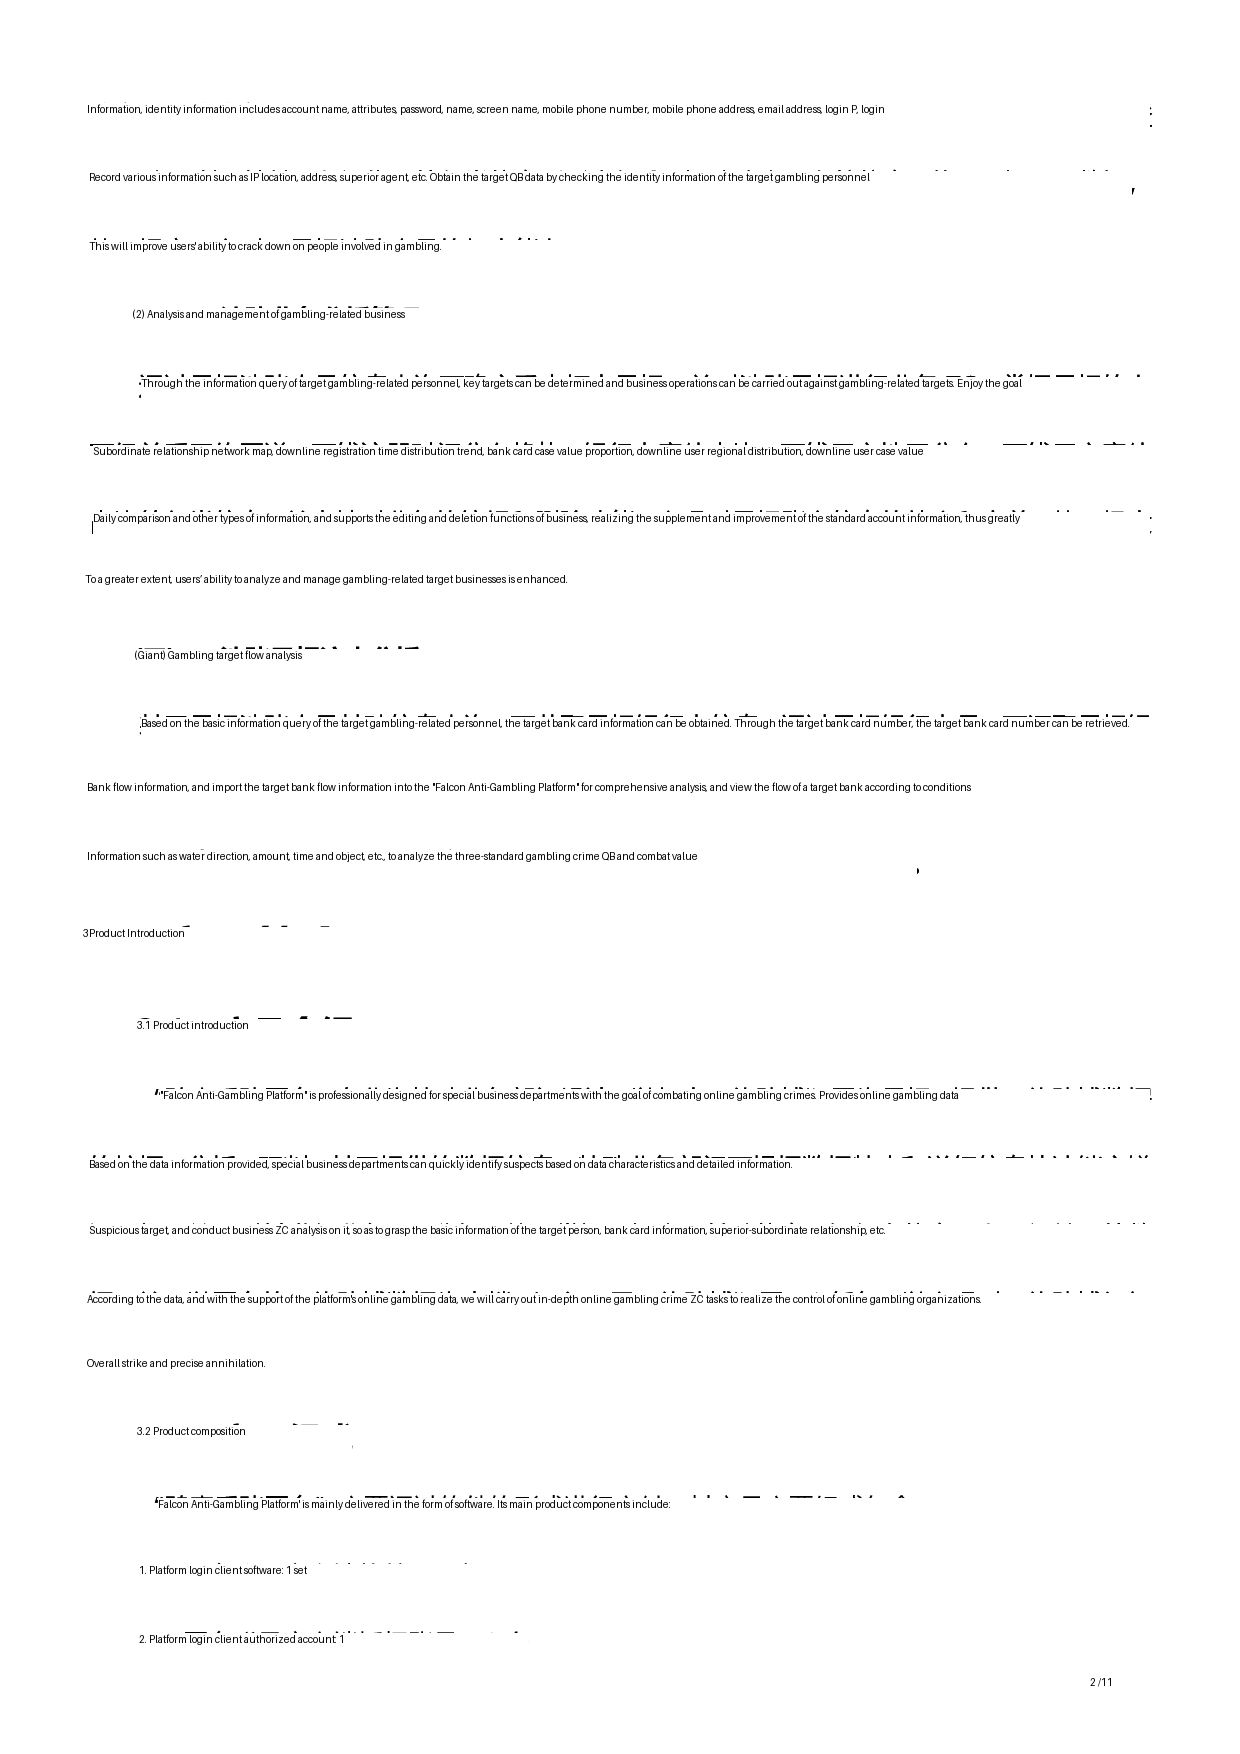 Information, identity information includes account name, attributes, password, name, screen name, mobile phone number, mobile phone address, email address, login P, login
Record various information such as IP location, address, superior agent, etc. Obtain the target QB data by checking the identity information of the target gambling personnel
This will improve users' ability to crack down on people involved in gambling.
(2) Analysis and management of gambling-related business
Through the information query of target gambling-related personnel, key targets can be determined and business operations can be carried out against gambling-related targets. Enjoy the goal
Subordinate relationship network map, downline registration time distribution trend, bank card case value proportion, downline user regional distribution, downline user case value
Daily comparison and other types of information, and supports the editing and deletion functions of business, realizing the supplement and improvement of the standard account information, thus greatly
To a greater extent, users' ability to analyze and manage gambling-related target businesses is enhanced.
(Giant) Gambling target flow analysis
Based on the basic information query of the target gambling-related personnel, the target bank card information can be obtained. Through the target bank card number, the target bank card number can be retrieved.
Bank flow information, and import the target bank flow information into the "Falcon Anti-Gambling Platform" for comprehensive analysis, and view the flow of a target bank according to conditions
Information such as water direction, amount, time and object, etc., to analyze the three-standard gambling crime QB and combat value
3Product Introduction
3.1 Product introduction
"Falcon Anti-Gambling Platform" is professionally designed for special business departments with the goal of combating online gambling crimes. Provides online gambling data
Based on the data information provided, special business departments can quickly identify suspects based on data characteristics and detailed information.
Suspicious target, and conduct business ZC analysis on it, so as to grasp the basic information of the target person, bank card information, superior-subordinate relationship, etc.
According to the data, and with the support of the platform's online gambling data, we will carry out in-depth online gambling crime ZC tasks to realize the control of online gambling organizations.
Overall strike and precise annihilation.
3.2 Product composition
"Falcon Anti-Gambling Platform" is mainly delivered in the form of software. Its main product components include:
1. Platform login client software: 1 set
2. Platform login client authorized account: 1
2 /11